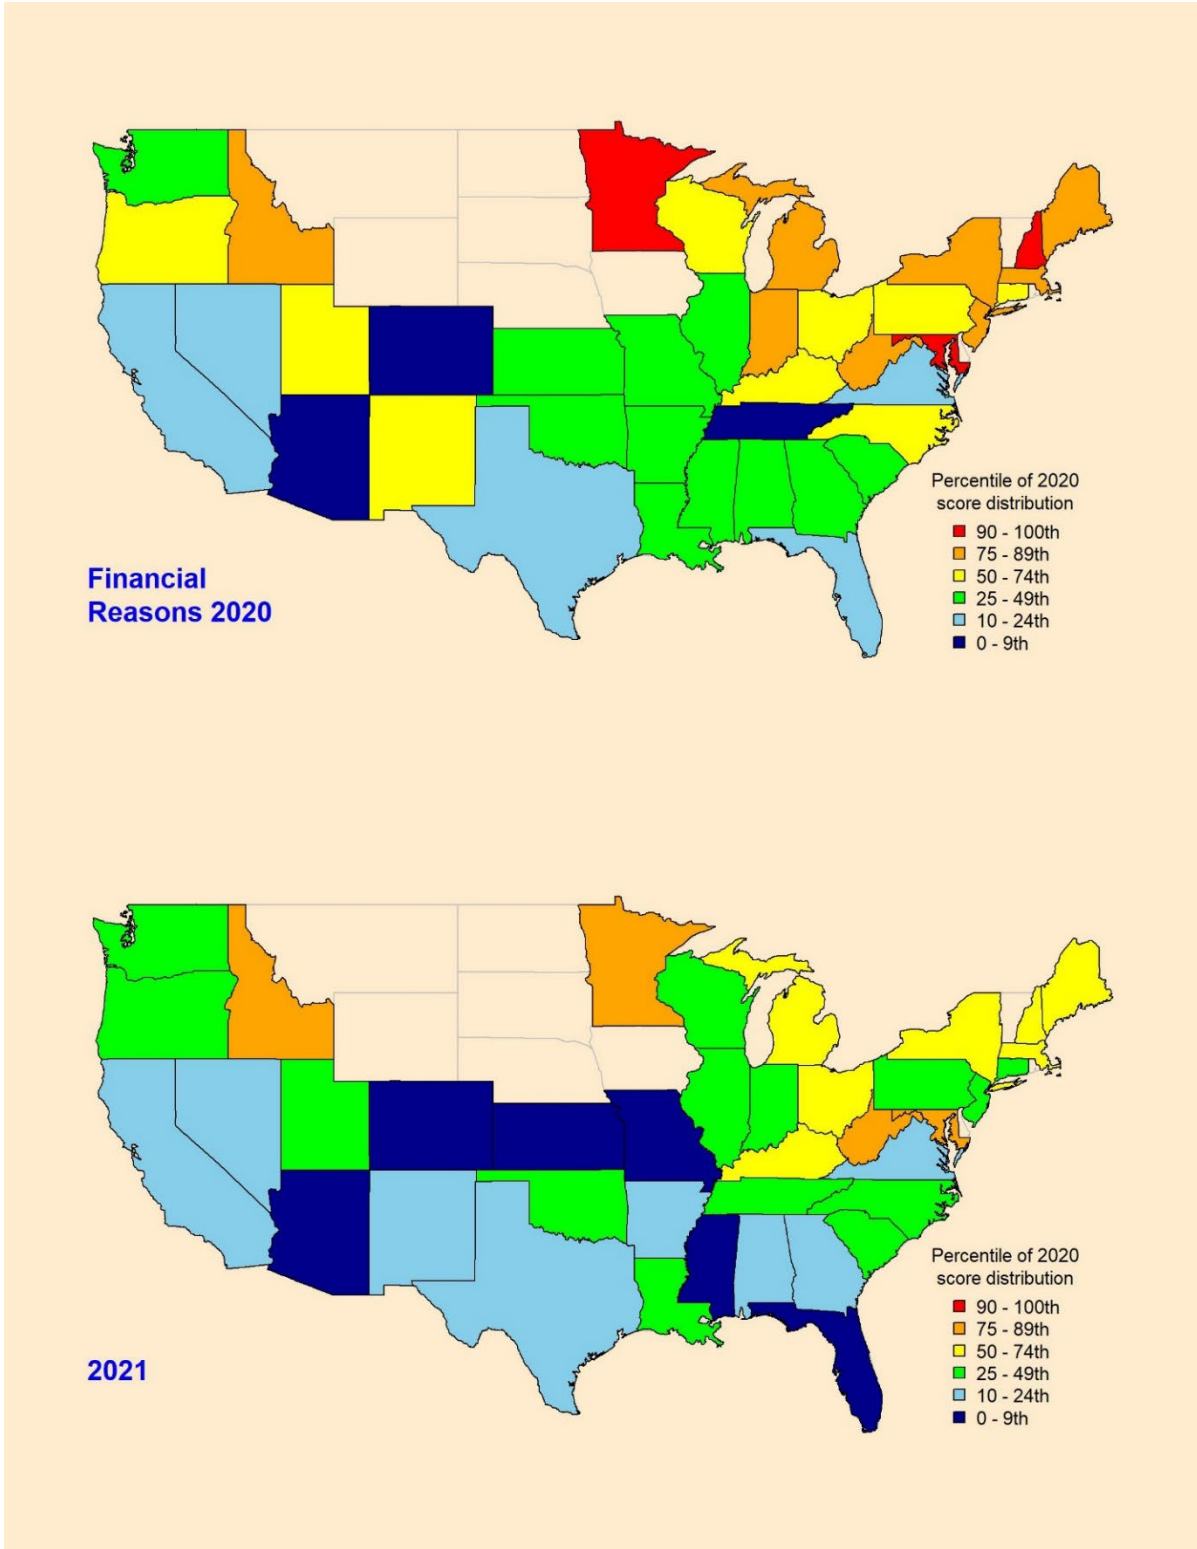 Percentile of 2020
score distribution
90 - 100th
75 - 89th
50 - 74th
25 - 49th
10 - 24th
0 - 9th
Financial
Reasons 2020
Percentile of 2020
score distribution
90 - 100th
75 - 89th
50 - 74th
25 - 49th
10 - 24th
0 - 9th
2021